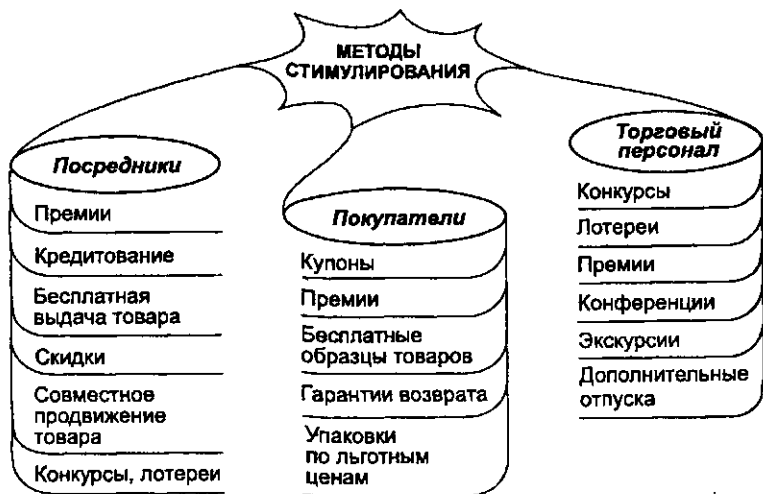 МЕТОДЫ
СТИМУЛИРОВАНИЯ
Посредники
Премии
Кредитование
Бесплатная
выдача товара
Скидки
Совместное
продвижение
товара
Конкурсы, лотереи
Покупатели
Купоны
Премии
Бесплатные
образцы товаров
Гарантии возврата
Упаковки
по льготным
ценам
Торговый
персонал
Конкурсы
Лотереи
Премии
Конференции
Экскурсии
Дополнительные
отпуска